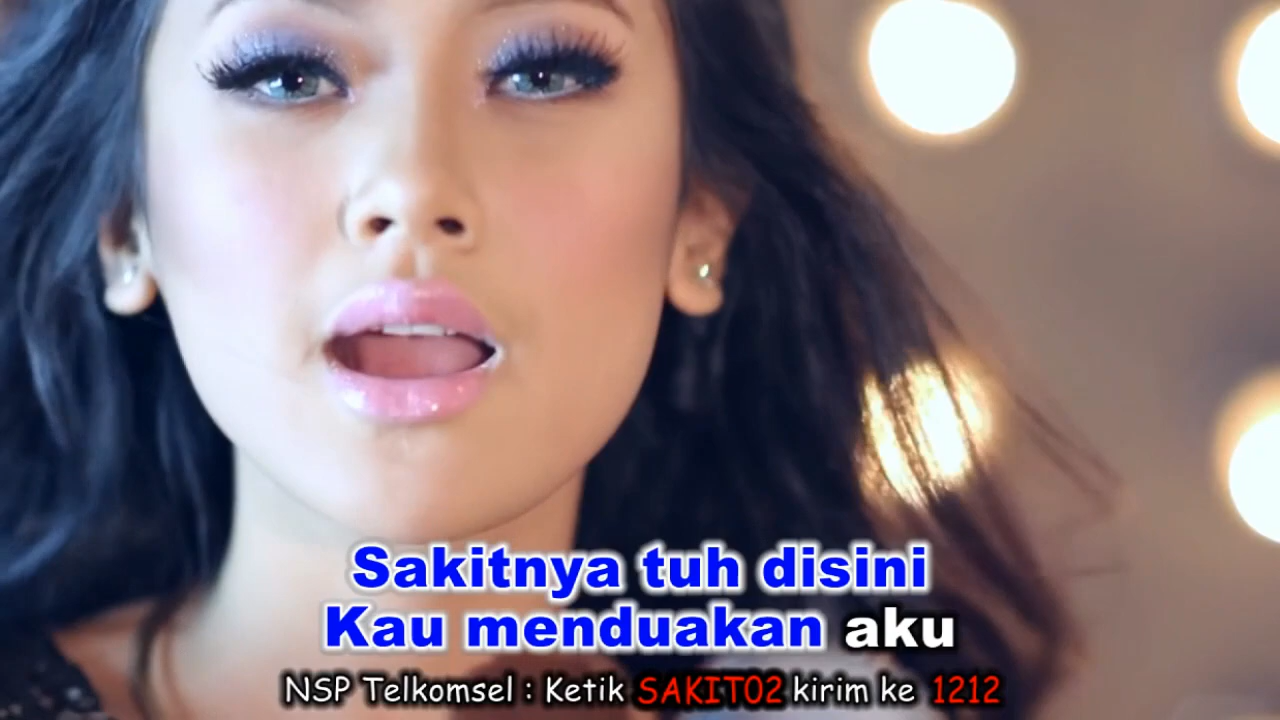 Sakitnya tuh disini
Kau menduakan aku
NSP Telkomsel : Ketik SAKIT02 kirim ke 1212